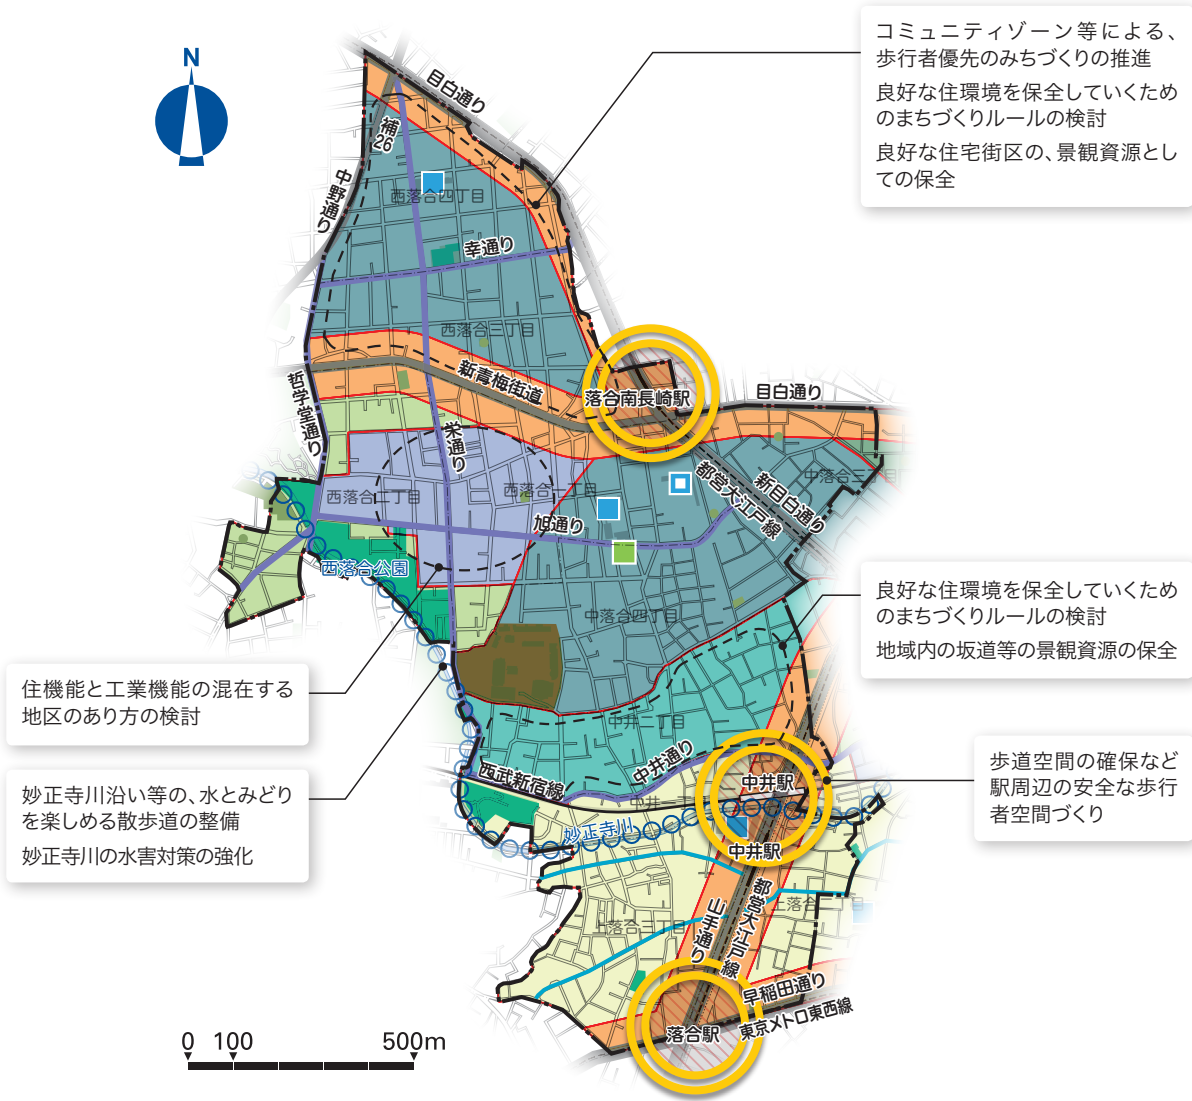 コミュニティゾーン等による、
歩行者優先のみちづくりの推進
良好な住環境を保全していくため
のまちづくりルールの検討
良好な住宅街区の、景観資源とし
ての保全
N
目白通り
補26
中野通り
西落合四丁目
幸通り
西落合三丁目
新青梅街道
落合南長崎駅
目白通り
哲学堂通り
栄通り
都営大江戸線
新目白通り
中落合三丁目
西落合二丁目
西落合一丁目
旭通り
西落合公園
良好な住環境を保全していくため
のまちづくりルールの検討
地域内の坂道等の景観資源の保全
中落合四丁目
住機能と工業機能の混在する
地区のあり方の検討
中井二丁目
中井通り
西武新宿線
中井駅
歩道空間の確保など
駅周辺の安全な歩行
者空間づくり
妙正寺川沿い等の、水とみどり
を楽しめる散歩道の整備
妙正寺川の水害対策の強化
中井一丁目
妙正寺川
中井駅
都営大江戸線
山手通り
上落合二丁目
上落合三丁目
早稲田通り
東京メトロ東西線
落合駅
0 100 500m